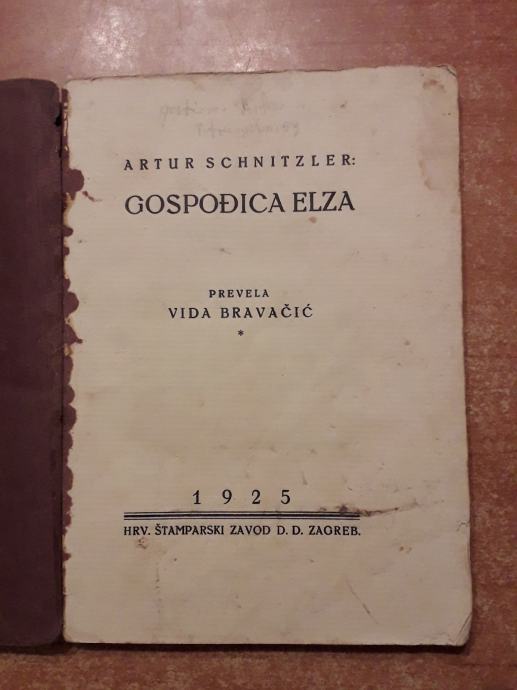 ARTUR SCHNITZLER:
GOSPOĐICA ELZA
PREVELA
VIDA BRAVAČIĆ
*
1925
HRV. ŠTAMPARSKI ZAVOD D. D. ZAGREB.